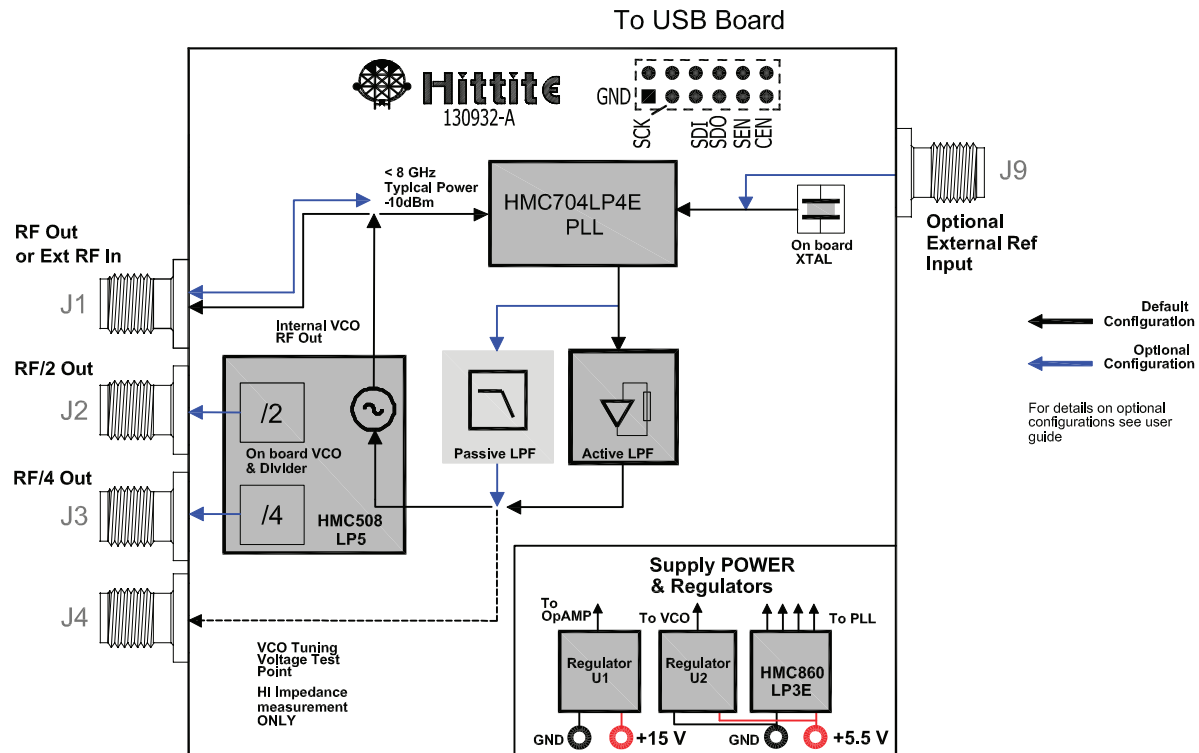 To USB Board
Hittite
130932-A
GND
SCK
SDI
SDO
SEN
CEN
< 8 GHz
Typlcal Power
-10dBm
HMC704LP4E
PLL
J9
On board
XTAL
Optional
External Ref
Input
RF Out
or Ext RF In
J1
Internal VCO
RF Out
Default
Configuration
Optional
Configuration
For details on optional
configurations see user
guide
RF/2 Out
J2
/2
On board VCO
& Divlder
Passive LPF
Active LPF
RF/4 Out
J3
/4
HMC508
LP5
J4
VCO Tuning
Voltage Test
Point
HI Impedance
measurement
ONLY
Supply POWER
& Regulators
To
OpAMP
To VCO
To PLL
Regulator
U1
Regulator
U2
HMC860
LP3E
GND
+15 V
GND
+5.5 V